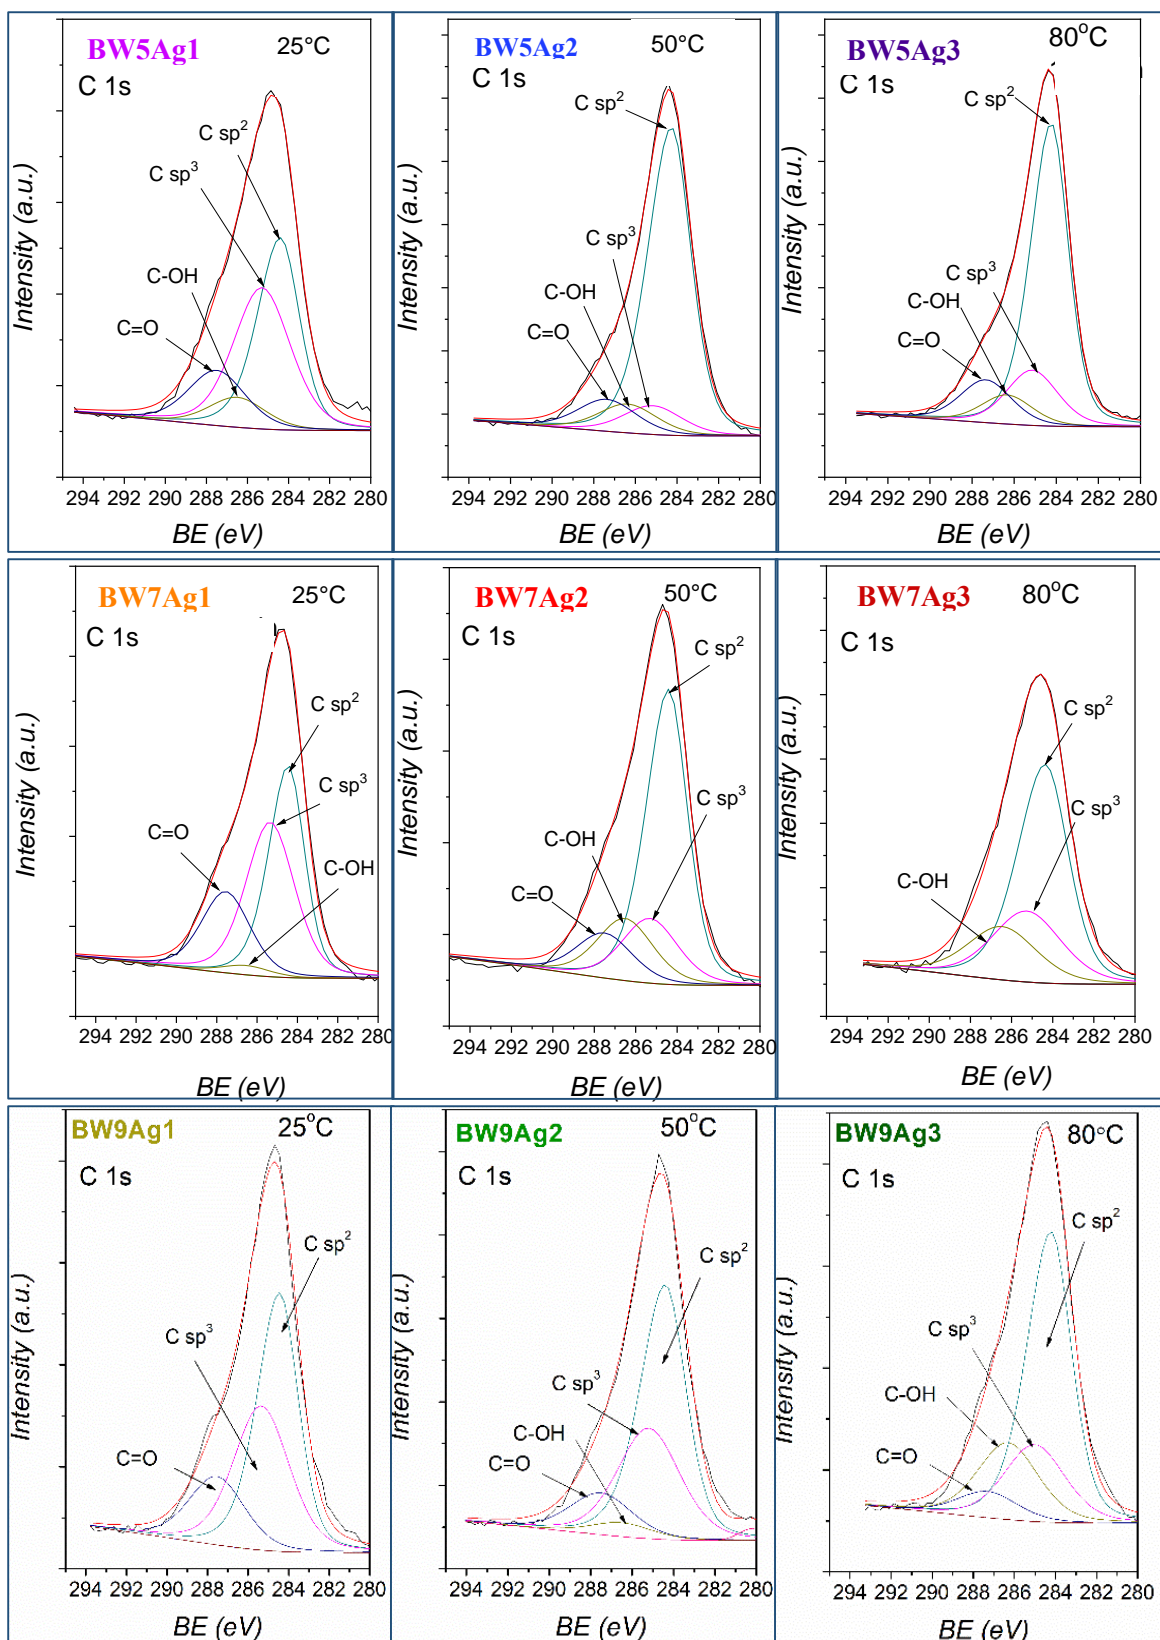 BW5Ag1 25°C
C 1s
C sp²
C sp³
C-OH
C=O
Intensity (a.u.)
294 292 290 288 286 284 282 280
BE (eV)
BW5Ag2 50°C
C 1s
C sp²
C sp³
C-OH
C=O
Intensity (a.u.)
294 292 290 288 286 284 282 280
BE (eV)
BW5Ag3 80°C
C 1s
C sp²
C sp³
C-OH
C=O
Intensity (a.u.)
294 292 290 288 286 284 282 280
BE (eV)
BW7Ag1 25°C
C 1s
C sp²
C sp³
C=O
C-OH
Intensity (a.u.)
294 292 290 288 286 284 282 280
BE (eV)
BW7Ag2 50°C
C 1s
C sp²
C sp³
C-OH
C=O
Intensity (a.u.)
294 292 290 288 286 284 282 280
BE (eV)
BW7Ag3 80°C
C 1s
C sp²
C sp³
C-OH
Intensity (a.u.)
294 292 290 288 286 284 282 280
BE (eV)
BW9Ag1 25°C
C 1s
C sp²
C sp³
C=O
Intensity (a.u.)
294 292 290 288 286 284 282 280
BE (eV)
BW9Ag2 50°C
C 1s
C sp²
C sp³
C-OH
C=O
Intensity (a.u.)
294 292 290 288 286 284 282 280
BE (eV)
BW9Ag3 80°C
C 1s
C sp²
C sp³
C-OH
C=O
Intensity (a.u.)
294 292 290 288 286 284 282 280
BE (eV)